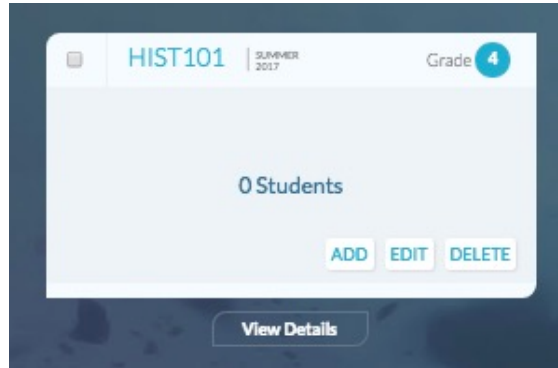 HIST101 SUMMER 2017 Grade 4
0 Students
ADD EDIT DELETE
View Details